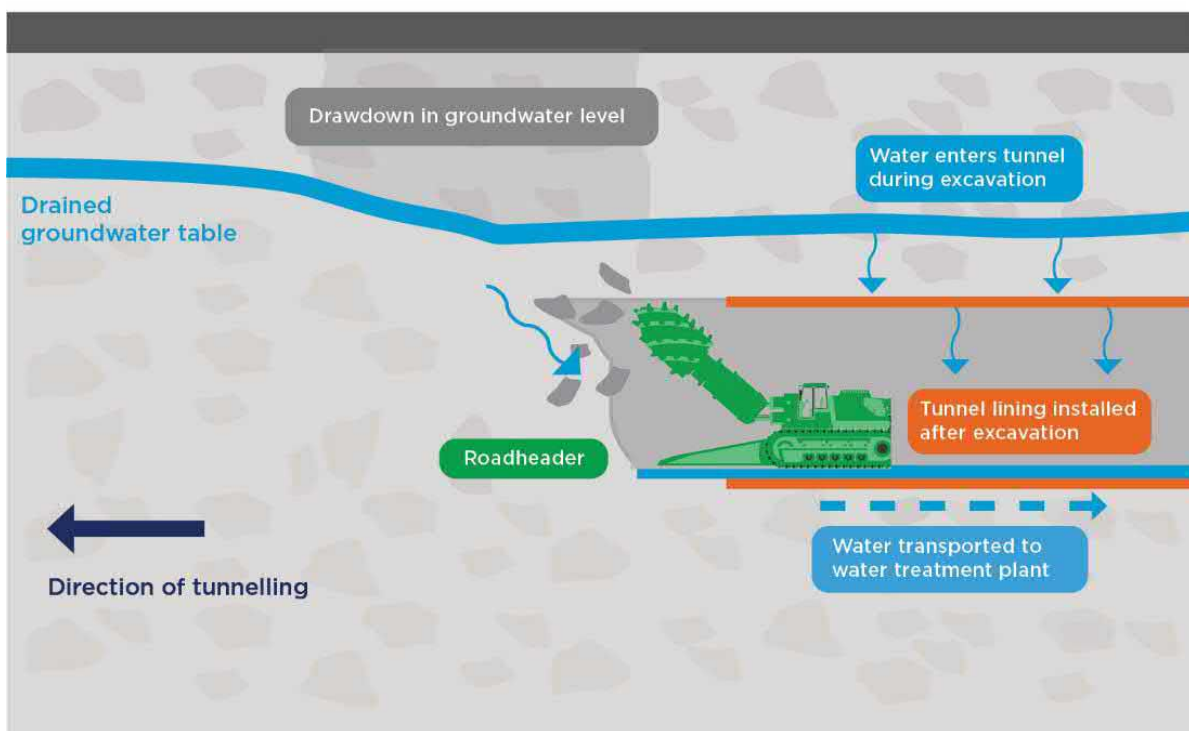 Drawdown in groundwater level
Water enters tunnel
during excavation
Drained
groundwater table
Tunnel lining installed
after excavation
Roadheader
Water transported to
water treatment plant
Direction of tunnelling